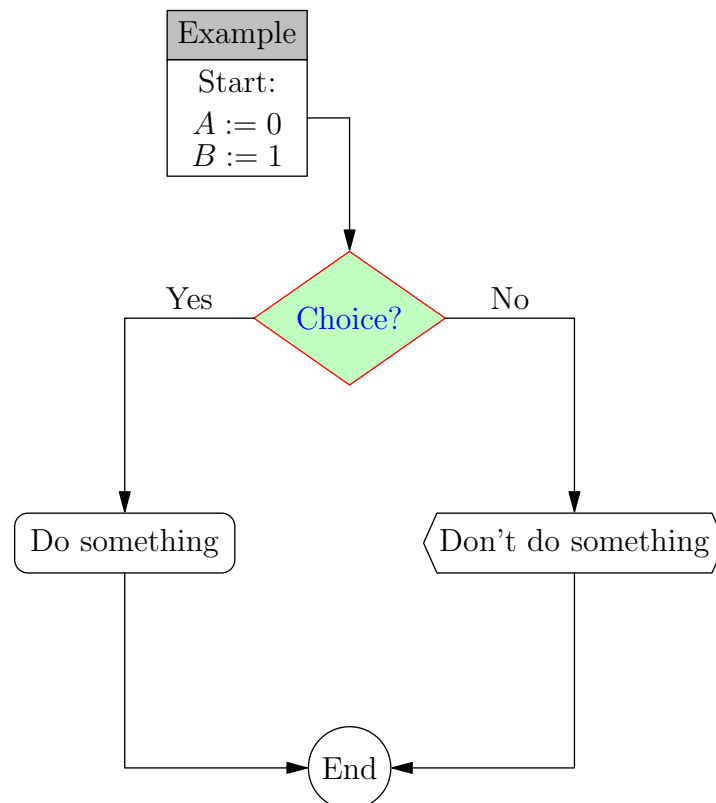 Example
Start:
A := 0
B := 1
Yes
No
Choice?
Do something
Don't do something
End